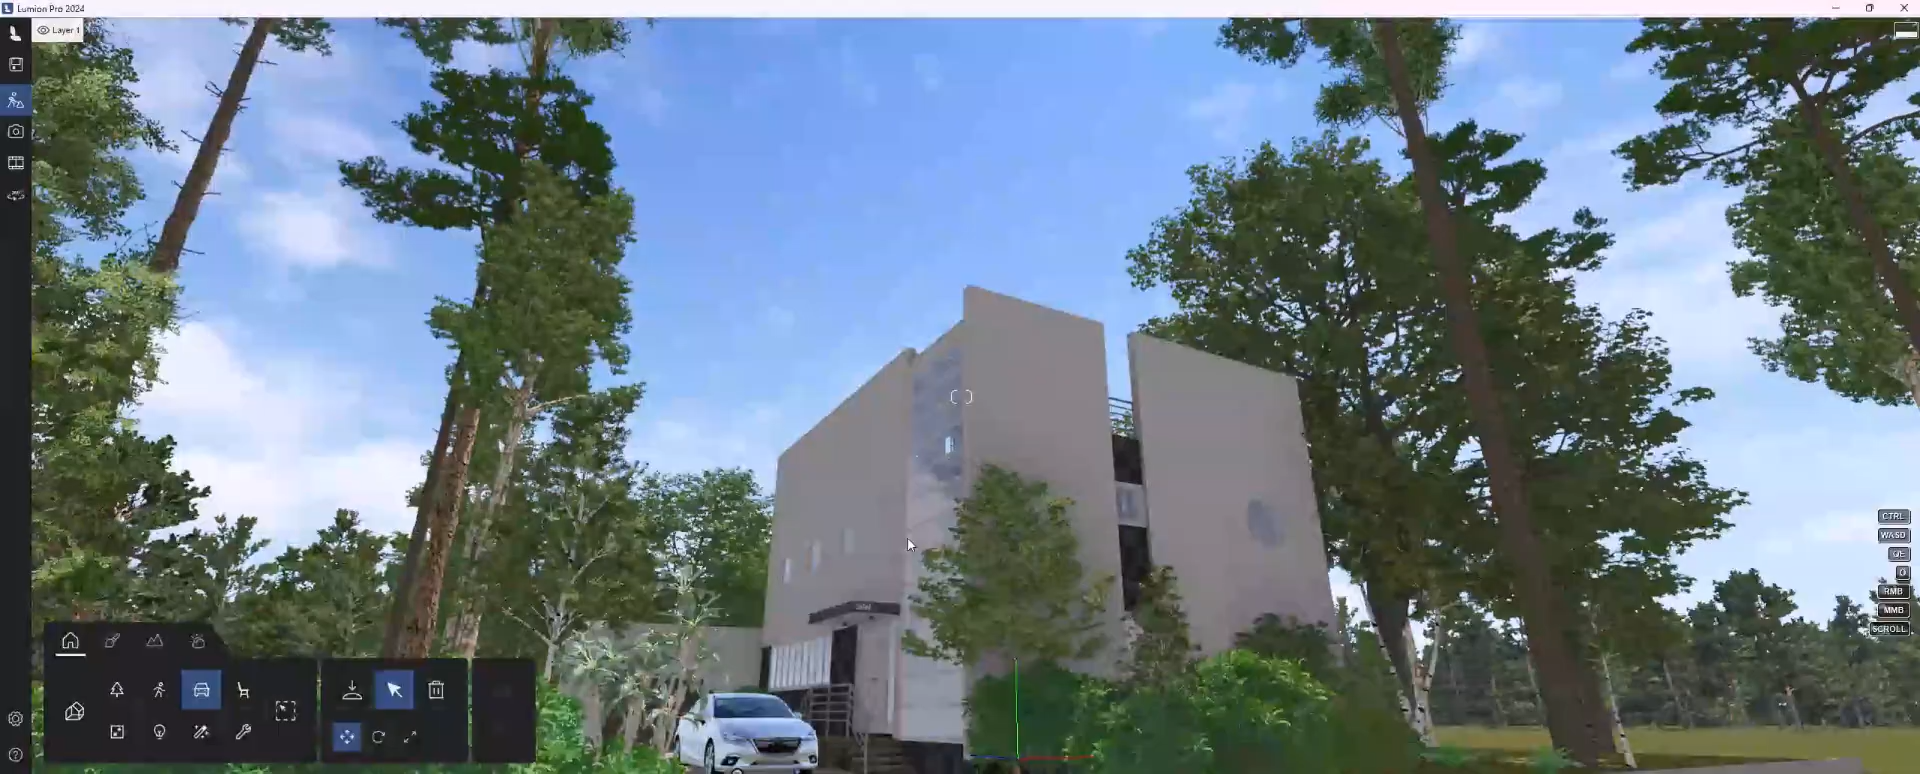 Lumion Pro 2024
Layer 1
CTRL
WASD
QE
O
RMB
MMB
SCROLL